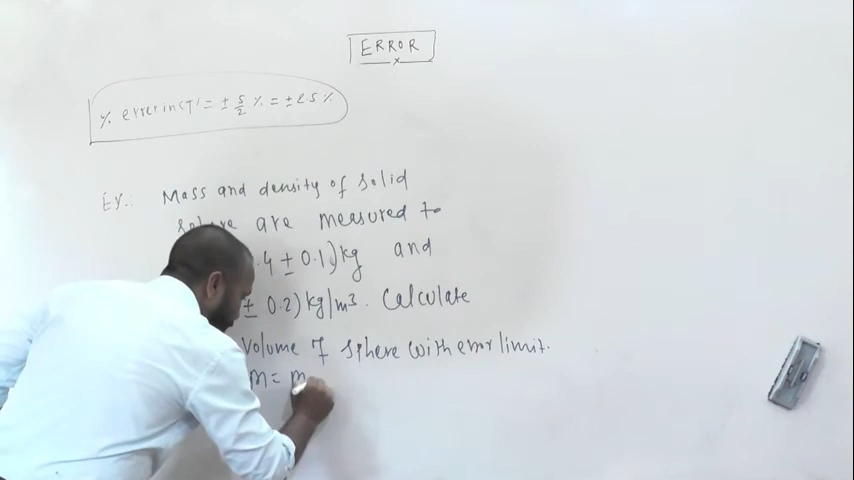 ERROR
% error in (T) = ± 5/2 % = ± 2.5 %
Ex.: Mass and density of solid
sphere are measured to
.4 ± 0.1) kg and
± 0.2) kg/m³. Calculate
Volume of sphere with error limit.
m = m